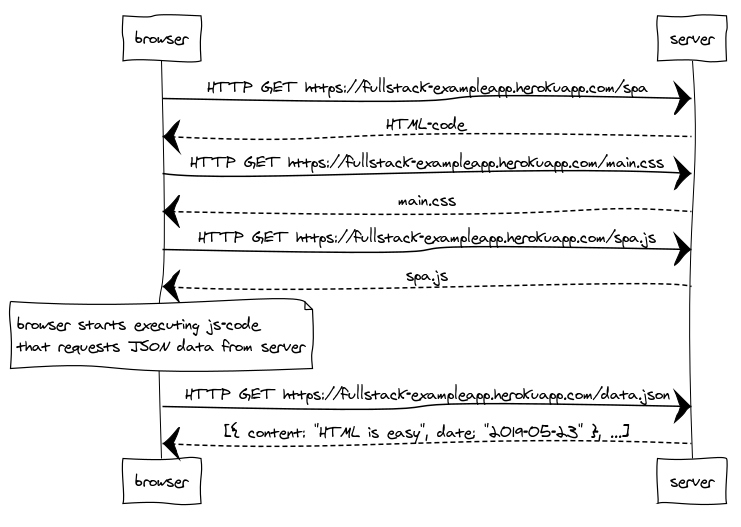 browser server
HTTP GET https://fullstack-exampleapp.herokuapp.com/spa
HTML-code
HTTP GET https://fullstack-exampleapp.herokuapp.com/main.css
main.css
HTTP GET https://fullstack-exampleapp.herokuapp.com/spa.js
spa.js
browser starts executing js-code
that requests JSON data from server
HTTP GET https://fullstack-exampleapp.herokuapp.com/data.json
[{ content: "HTML is easy", date: "2019-05-23" }, ...]
browser server